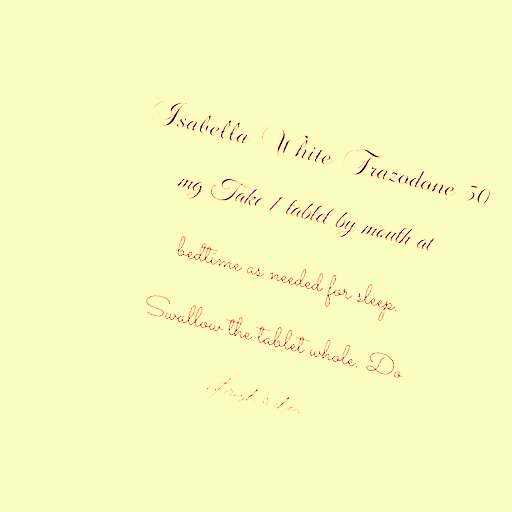 Isabella White Trazodone 50
mg Take 1 tablet by mouth at
bedtime as needed for sleep.
Swallow the tablet whole. Do